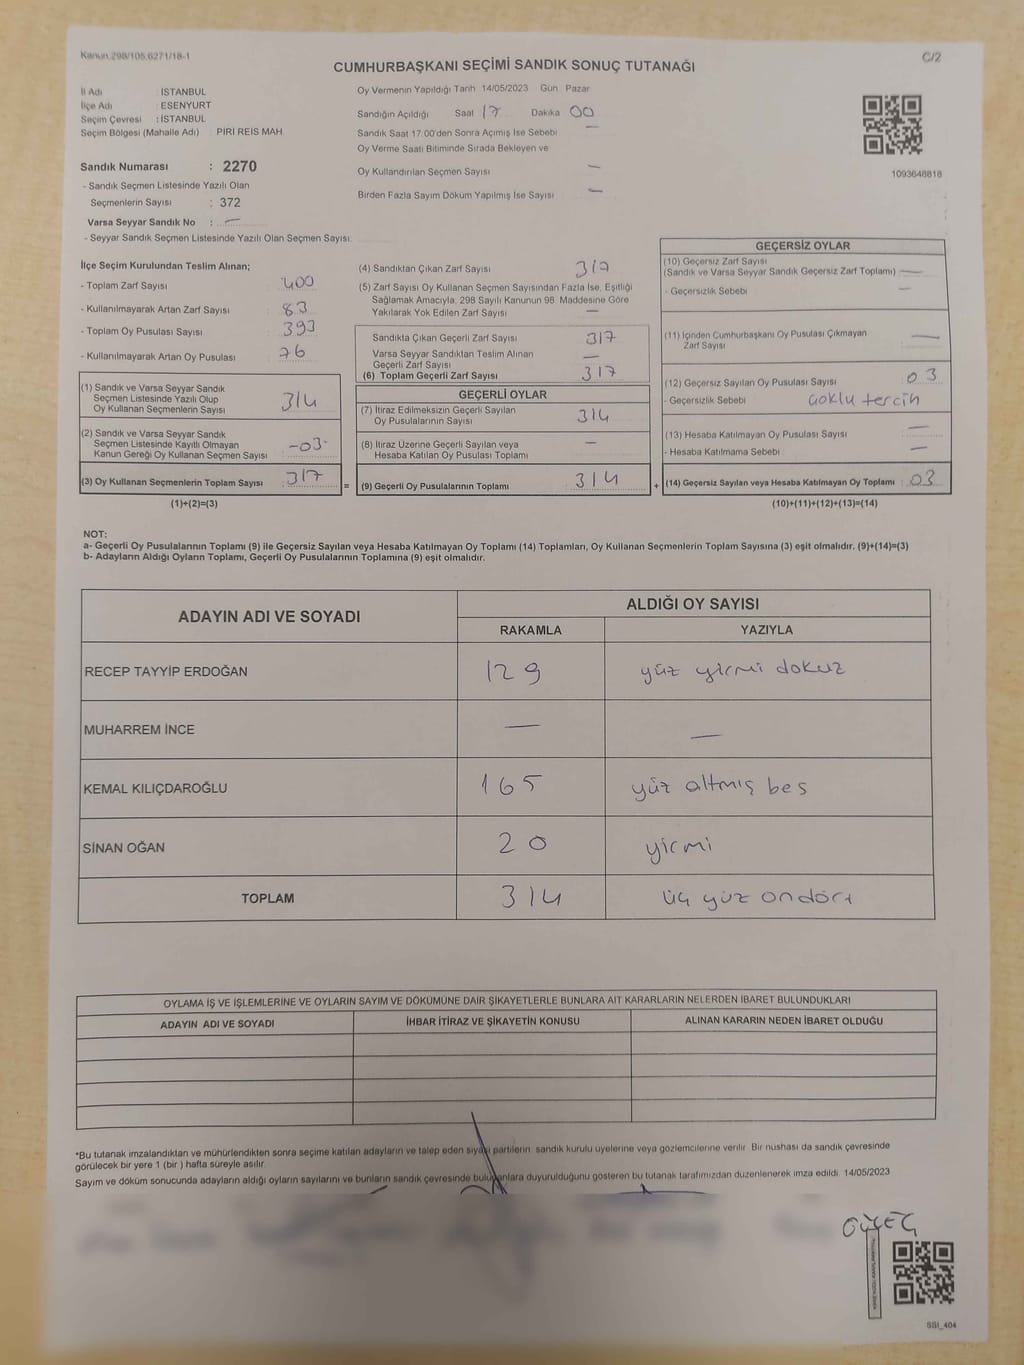 Kanun.298/105,6271/18-1
C/2
CUMHURBAŞKANI SEÇİMİ SANDIK SONUÇ TUTANAĞI
İl Adı : İSTANBUL
İlçe Adı : ESENYURT
Seçim Çevresi : İSTANBUL
Seçim Bölgesi (Mahalle Adı) : PİRİ REİS MAH.
Sandık Numarası : 2270
- Sandık Seçmen Listesinde Yazılı Olan
Seçmenlerin Sayısı : 372
Varsa Seyyar Sandık No : —
- Seyyar Sandık Seçmen Listesinde Yazılı Olan Seçmen Sayısı:
Oy Vermenin Yapıldığı Tarih 14/05/2023 Gün Pazar
Sandığın Açıldığı Saat 17 Dakika 00
Sandık Saat 17.00'den Sonra Açımış İse Sebebi —
Oy Verme Saati Bitiminde Sırada Bekleyen ve
Oy Kullandırılan Seçmen Sayısı —
Birden Fazla Sayım Döküm Yapılmış İse Sayısı —
1093648818
İlçe Seçim Kurulundan Teslim Alınan;
- Toplam Zarf Sayısı : 400
- Kullanılmayarak Artan Zarf Sayısı : 83
- Toplam Oy Pusulası Sayısı : 393
- Kullanılmayarak Artan Oy Pusulası : 76
(1) Sandık ve Varsa Seyyar Sandık
Seçmen Listesinde Yazılı Olup
Oy Kullanan Seçmenlerin Sayısı 314
(2) Sandık ve Varsa Seyyar Sandık
Seçmen Listesinde Kayıtlı Olmayan
Kanun Gereği Oy Kullanan Seçmen Sayısı -03-
(3) Oy Kullanan Seçmenlerin Toplam Sayısı 317 =
(1)+(2)=(3)
(4) Sandıktan Çıkan Zarf Sayısı 317
(5) Zarf Sayısı Oy Kullanan Seçmen Sayısından Fazla İse, Eşitliği
Sağlamak Amacıyla, 298 Sayılı Kanunun 98. Maddesine Göre
Yakılarak Yok Edilen Zarf Sayısı —
Sandıkta Çıkan Geçerli Zarf Sayısı 317
Varsa Seyyar Sandıktan Teslim Alınan
Geçerli Zarf Sayısı —
(6) Toplam Geçerli Zarf Sayısı 317
GEÇERLİ OYLAR
(7) İtiraz Edilmeksizin Geçerli Sayılan
Oy Pusulalarının Sayısı 314
(8) İtiraz Üzerine Geçerli Sayılan veya
Hesaba Katılan Oy Pusulası Toplamı —
(9) Geçerli Oy Pusulalarının Toplamı 314 +
GEÇERSİZ OYLAR
(10) Geçersiz Zarf Sayısı
(Sandık ve Varsa Seyyar Sandık Geçersiz Zarf Toplamı) —
- Geçersizlik Sebebi —
(11) İçinden Cumhurbaşkanı Oy Pusulası Çıkmayan
Zarf Sayısı —
(12) Geçersiz Sayılan Oy Pusulası Sayısı : 03
- Geçersizlik Sebebi Çoklu tercih
(13) Hesaba Katılmayan Oy Pusulası Sayısı —
- Hesaba Katılmama Sebebi —
(14) Geçersiz Sayılan veya Hesaba Katılmayan Oy Toplamı : 03
(10)+(11)+(12)+(13)=(14)
NOT:
a- Geçerli Oy Pusulalarının Toplamı (9) ile Geçersiz Sayılan veya Hesaba Katılmayan Oy Toplamı (14) Toplamları, Oy Kullanan Seçmenlerin Toplam Sayısına (3) eşit olmalıdır. (9)+(14)=(3)
b- Adayların Aldığı Oyların Toplamı, Geçerli Oy Pusulalarının Toplamına (9) eşit olmalıdır.
ADAYIN ADI VE SOYADI
ALDIĞI OY SAYISI
RAKAMLA YAZIYLA
RECEP TAYYİP ERDOĞAN 129 yüz yirmi dokuz
MUHARREM İNCE — —
KEMAL KILIÇDAROĞLU 165 yüz altmış beş
SİNAN OĞAN 20 yirmi
TOPLAM 314 üç yüz ondört
OYLAMA İŞ VE İŞLEMLERİNE VE OYLARIN SAYIM VE DÖKÜMÜNE DAİR ŞİKAYETLERLE BUNLARA AİT KARARLARIN NELERDEN İBARET BULUNDUKLARI
ADAYIN ADI VE SOYADI İHBAR İTİRAZ VE ŞİKAYETİN KONUSU ALINAN KARARIN NEDEN İBARET OLDUĞU
*Bu tutanak imzalandıktan ve mühürlendikten sonra seçime katılan adayların ve talep eden siyasi partilerin sandık kurulu üyelerine veya gözlemcilerine verilir. Bir nushası da sandık çevresinde
görülecek bir yere 1 (bir ) hafta süreyle asılır.
Sayım ve döküm sonucunda adayların aldığı oyların sayılarını ve bunların sandık çevresinde bulunanlara duyurulduğunu gösteren bu tutanak tarafımızdan düzenlenerek imza edildi. 14/05/2023
SSI_404